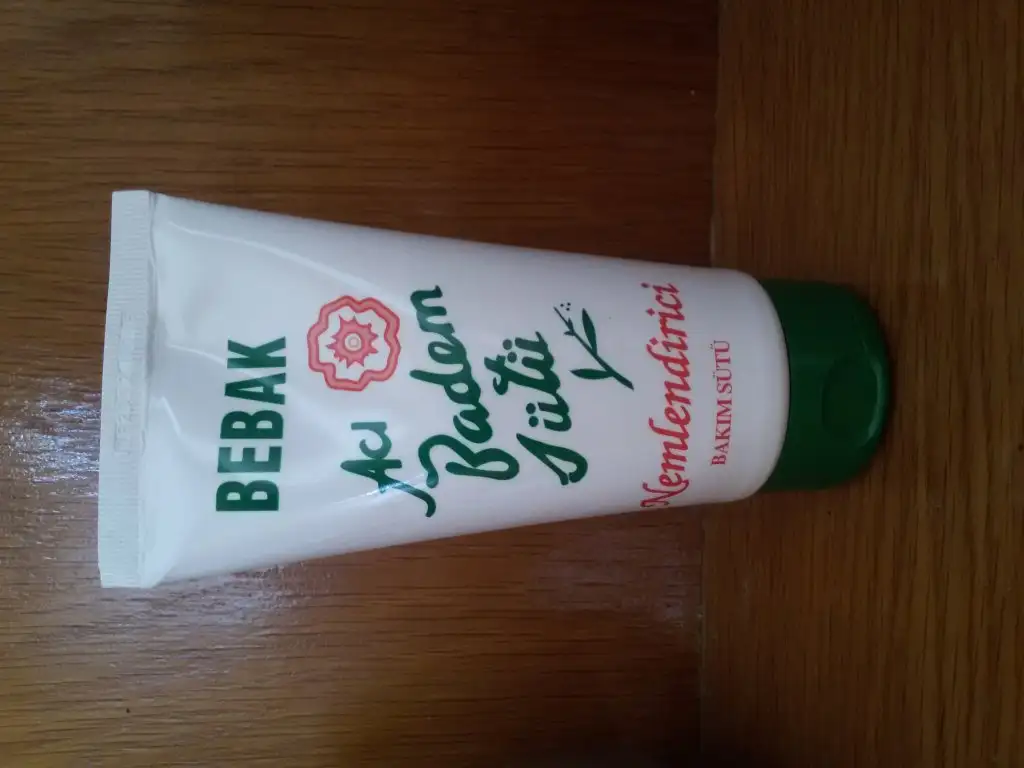 BEBAK
Acı
Badem
Sütü
Nemlendirici
BAKIM SÜTÜ